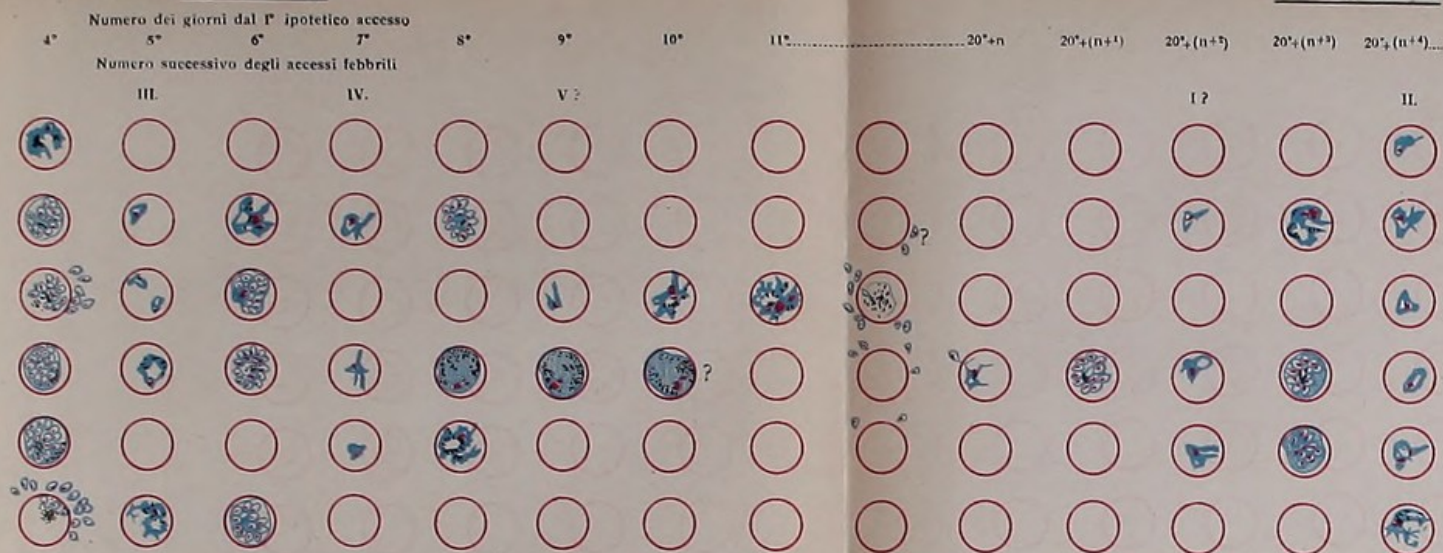 Numero dei giorni dal I° ipotetico accesso
4° 5° 6° 7° 8° 9° 10° 11°........................................20°+n 20°+(n+1) 20°+(n+2) 20°+(n+3) 20°+(n+4)....
Numero successivo degli accessi febbrili
III. IV. V ? I ? II.
?
?